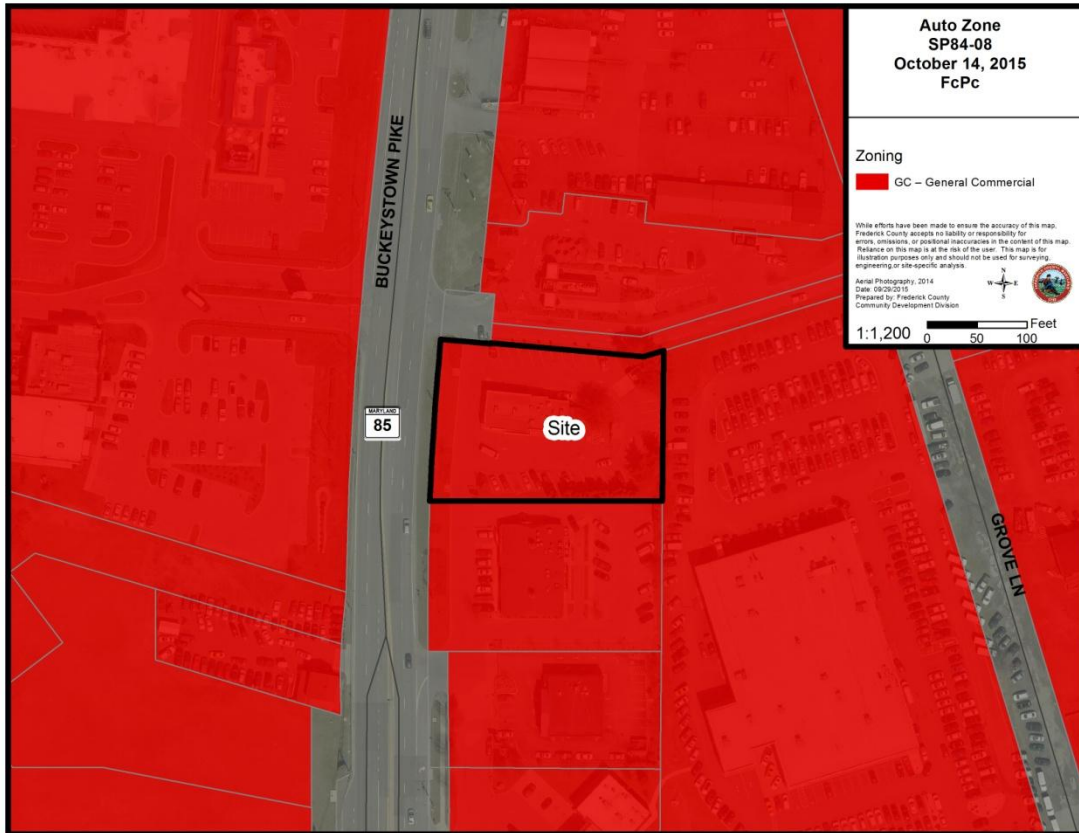 Auto Zone
SP84-08
October 14, 2015
FcPc
Zoning
GC – General Commercial
While efforts have been made to ensure the accuracy of this map,
Frederick County accepts no liability or responsibility for
errors, omissions, or positional inaccuracies in the content of this map.
Reliance on this map is at the risk of the user. This map is for
illustration purposes only and should not be used for surveying,
engineering,or site-specific analysis.
Aerial Photography, 2014
Date: 09/29/2015
Prepared by: Frederick County
Community Development Division
N
W E
S
1:1,200
Feet
0 50 100
BUCKEYSTOWN PIKE
MARYLAND
85
Site
GROVE LN